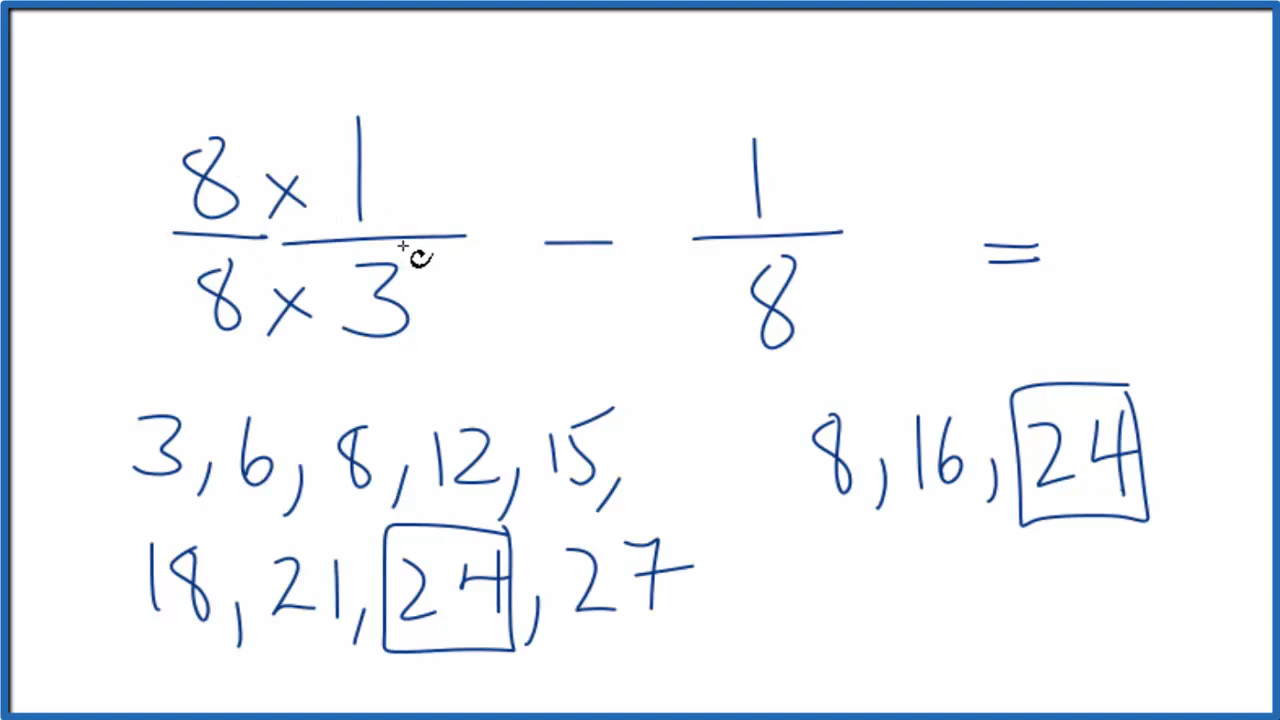 8 × 1 / 8 × 3 − 1 / 8 =
3, 6, 8, 12, 15,
18, 21, 24, 27
8, 16, 24